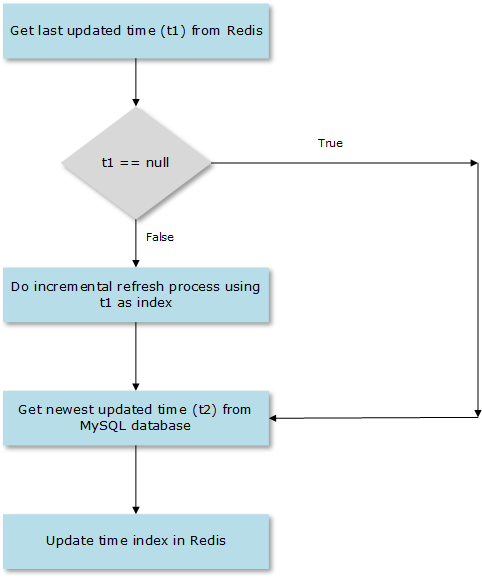 Get last updated time (t1) from Redis
t1 == null
True
False
Do incremental refresh process using
t1 as index
Get newest updated time (t2) from
MySQL database
Update time index in Redis